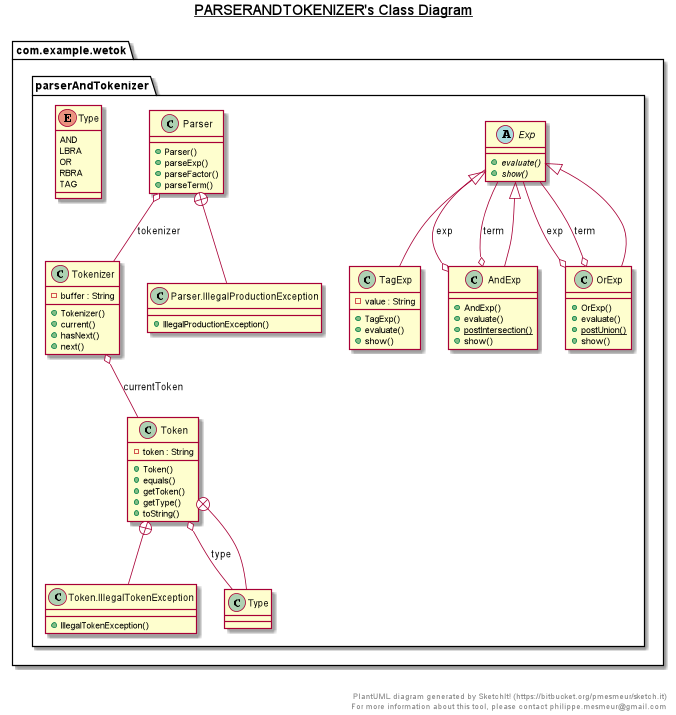 PARSERANDTOKENIZER's Class Diagram
com.example.wetok
parserAndTokenizer
E Type
AND
LBRA
OR
RBRA
TAG
C Parser
Parser()
parseExp()
parseFactor()
parseTerm()
A Exp
evaluate()
show()
tokenizer
exp
term
exp
term
C Tokenizer
buffer : String
Tokenizer()
current()
hasNext()
next()
C Parser.IllegalProductionException
IllegalProductionException()
C TagExp
value : String
TagExp()
evaluate()
show()
C AndExp
AndExp()
evaluate()
postIntersection()
show()
C OrExp
OrExp()
evaluate()
postUnion()
show()
currentToken
C Token
token : String
Token()
equals()
getToken()
getType()
toString()
type
C Token.IllegalTokenException
IllegalTokenException()
C Type
PlantUML diagram generated by SketchIt! (https://bitbucket.org/pmesmeur/sketch.it)
For more information about this tool, please contact philippe.mesmeur@gmail.com